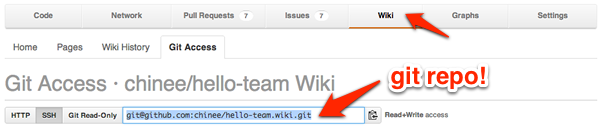 Code Network Pull Requests 7 Issues 7 Wiki Graphs Settings
Home Pages Wiki History Git Access
Git Access · chinee/hello-team Wiki
git repo!
HTTP SSH Git Read-Only git@github.com:chinee/hello-team.wiki.git Read+Write access